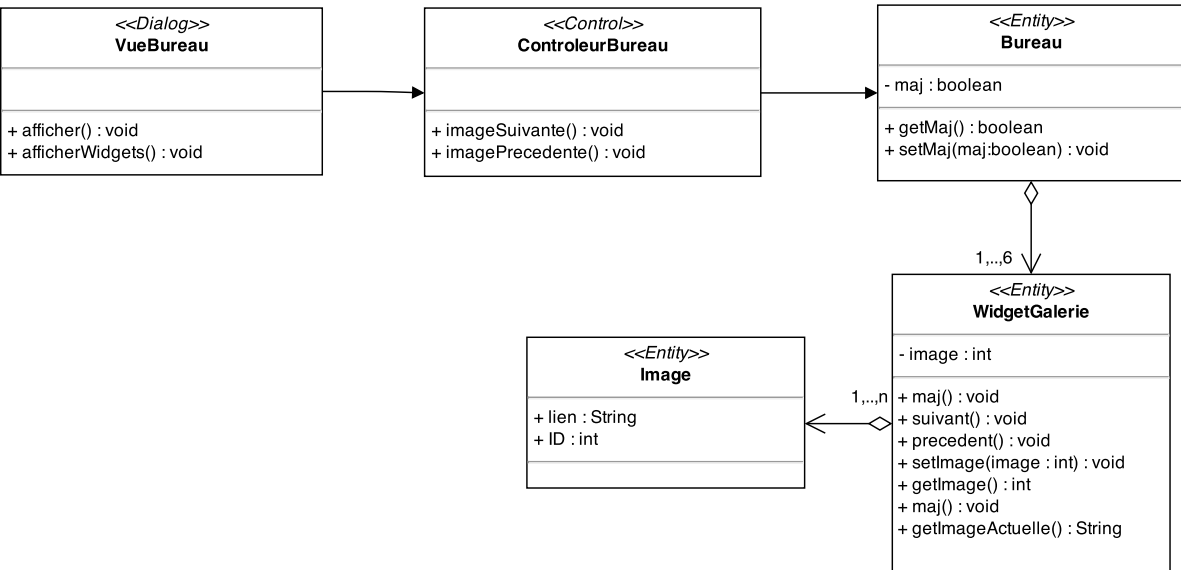 <<Dialog>>
VueBureau
+ afficher() : void
+ afficherWidgets() : void
<<Control>>
ControleurBureau
+ imageSuivante() : void
+ imagePrecedente() : void
<<Entity>>
Bureau
- maj : boolean
+ getMaj() : boolean
+ setMaj(maj:boolean) : void
1,..,6
<<Entity>>
WidgetGalerie
- image : int
+ maj() : void
+ suivant() : void
+ precedent() : void
+ setImage(image : int) : void
+ getImage() : int
+ maj() : void
+ getImageActuelle() : String
1,..,n
<<Entity>>
Image
+ lien : String
+ ID : int